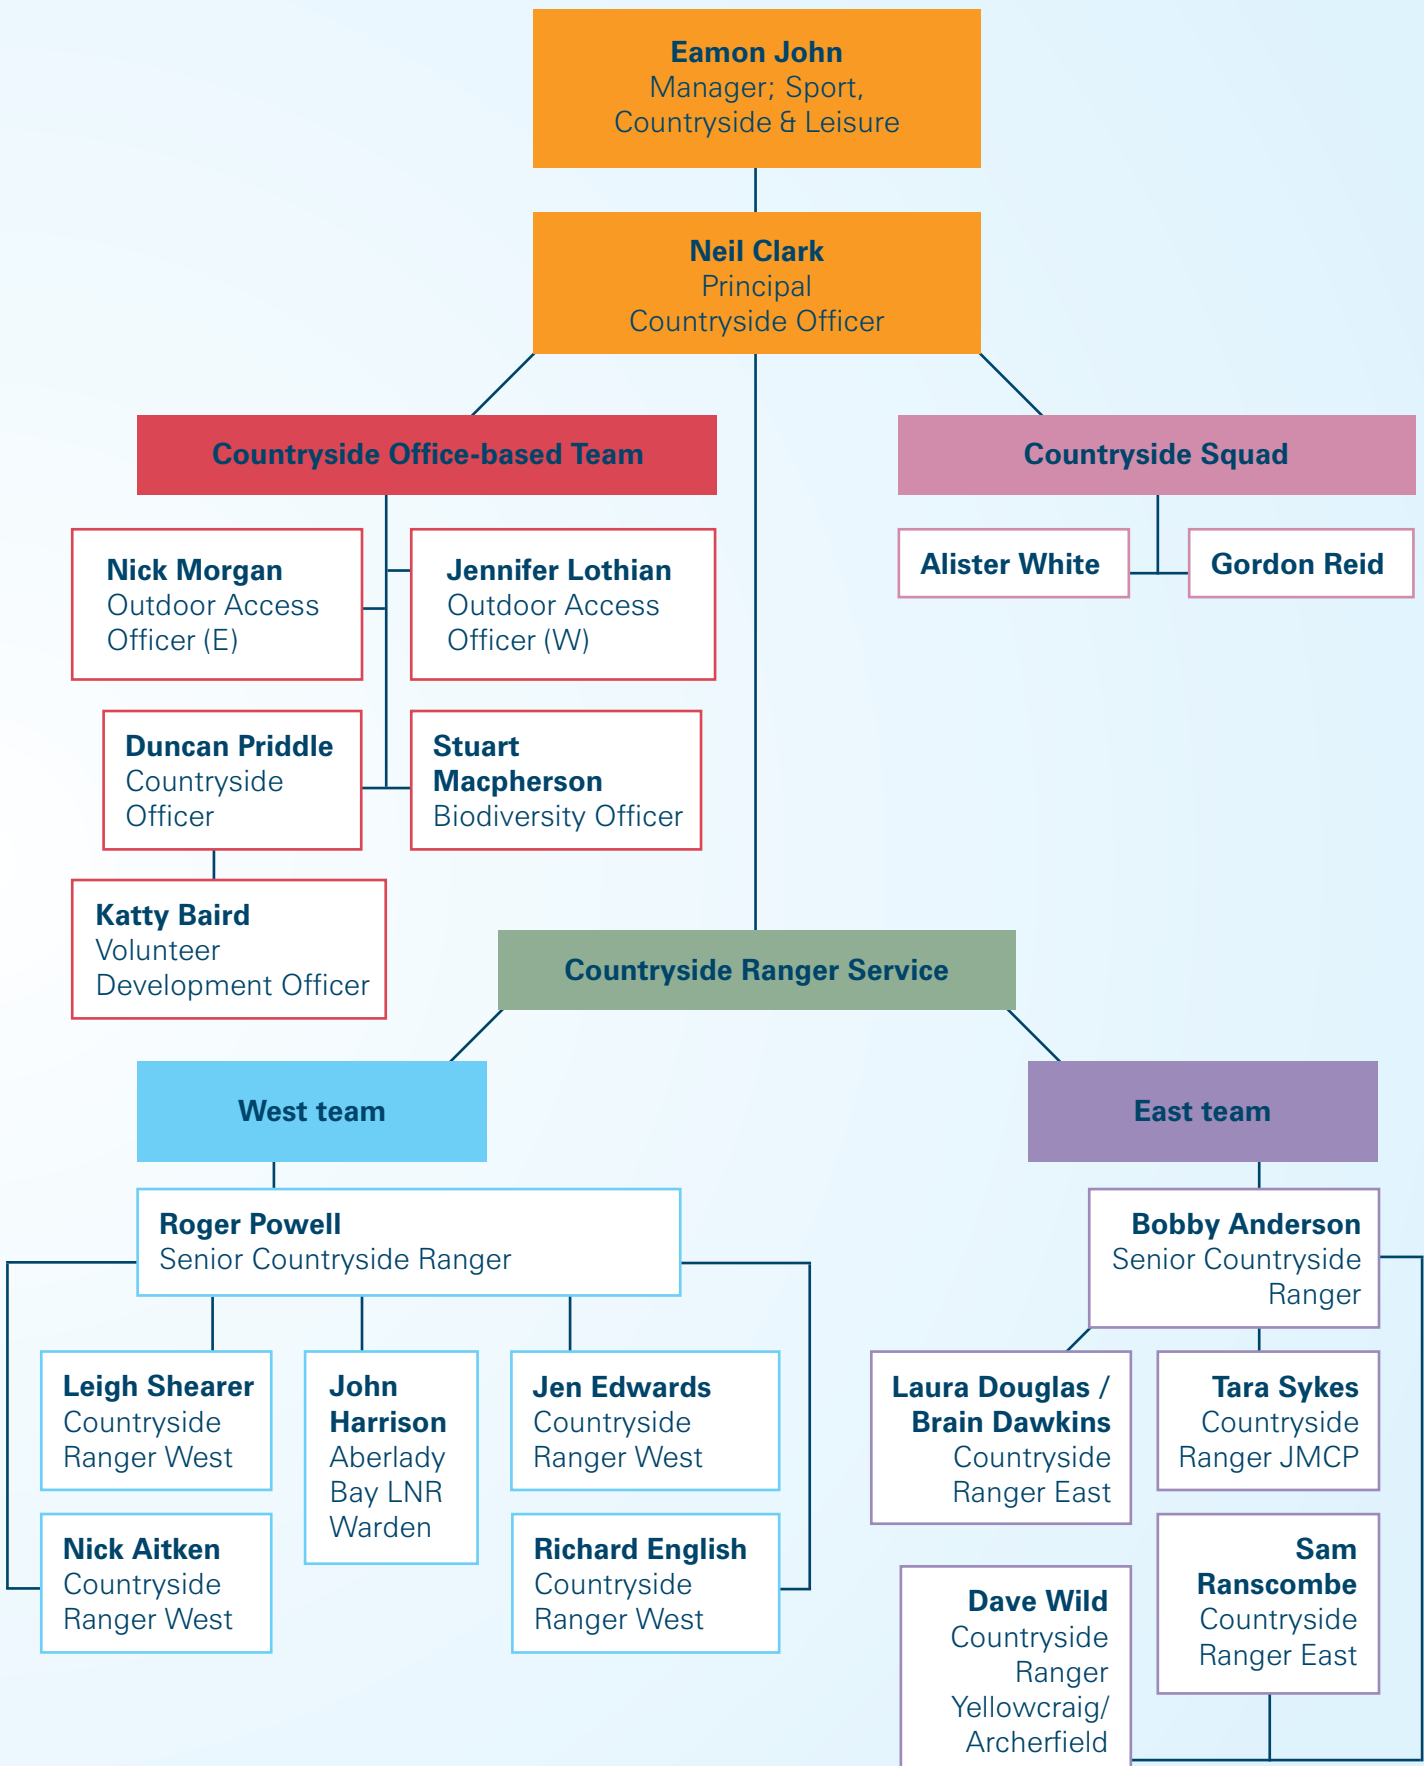 Eamon John
Manager; Sport,
Countryside & Leisure
Neil Clark
Principal
Countryside Officer
Countryside Office-based Team
Countryside Squad
Nick Morgan
Outdoor Access
Officer (E)
Jennifer Lothian
Outdoor Access
Officer (W)
Alister White
Gordon Reid
Duncan Priddle
Countryside
Officer
Stuart
Macpherson
Biodiversity Officer
Katty Baird
Volunteer
Development Officer
Countryside Ranger Service
West team
East team
Roger Powell
Senior Countryside Ranger
Bobby Anderson
Senior Countryside
Ranger
Leigh Shearer
Countryside
Ranger West
John
Harrison
Aberlady
Bay LNR
Warden
Jen Edwards
Countryside
Ranger West
Laura Douglas /
Brain Dawkins
Countryside
Ranger East
Tara Sykes
Countryside
Ranger JMCP
Nick Aitken
Countryside
Ranger West
Richard English
Countryside
Ranger West
Dave Wild
Countryside
Ranger
Yellowcraig/
Archerfield
Sam
Ranscombe
Countryside
Ranger East